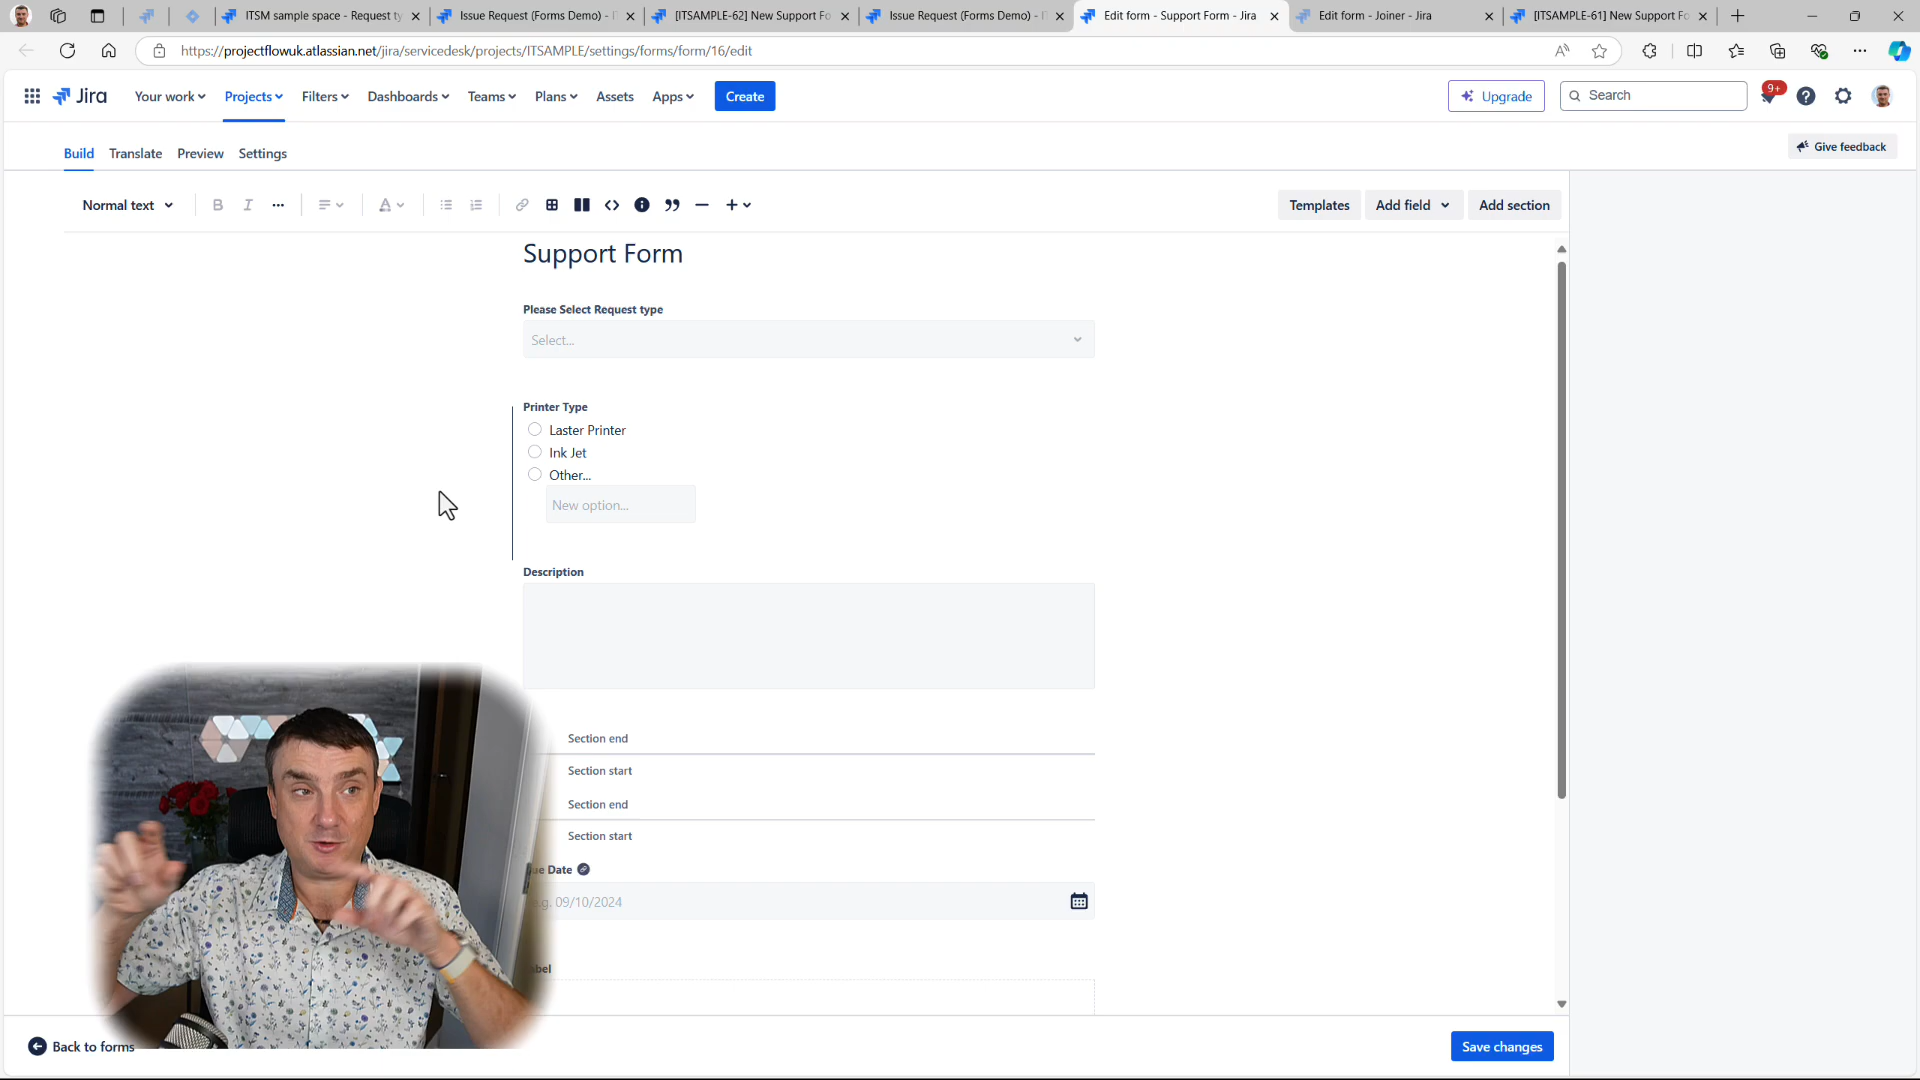 ITSM sample space - Request ty
Issue Request (Forms Demo) - I
[ITSAMPLE-62] New Support Fo
Issue Request (Forms Demo) - I
Edit form - Support Form - Jira
Edit form - Joiner - Jira
[ITSAMPLE-61] New Support Fo
https://projectflowuk.atlassian.net/jira/servicedesk/projects/ITSAMPLE/settings/forms/form/16/edit
Jira
Your work
Projects
Filters
Dashboards
Teams
Plans
Assets
Apps
Create
Upgrade
Search
9+
Build
Translate
Preview
Settings
Give feedback
Normal text
Templates
Add field
Add section
Support Form
Please Select Request type
Select...
Printer Type
Laster Printer
Ink Jet
Other...
New option...
Description
Section end
Section start
Section end
Section start
ue Date
e.g. 09/10/2024
bel
Back to forms
Save changes